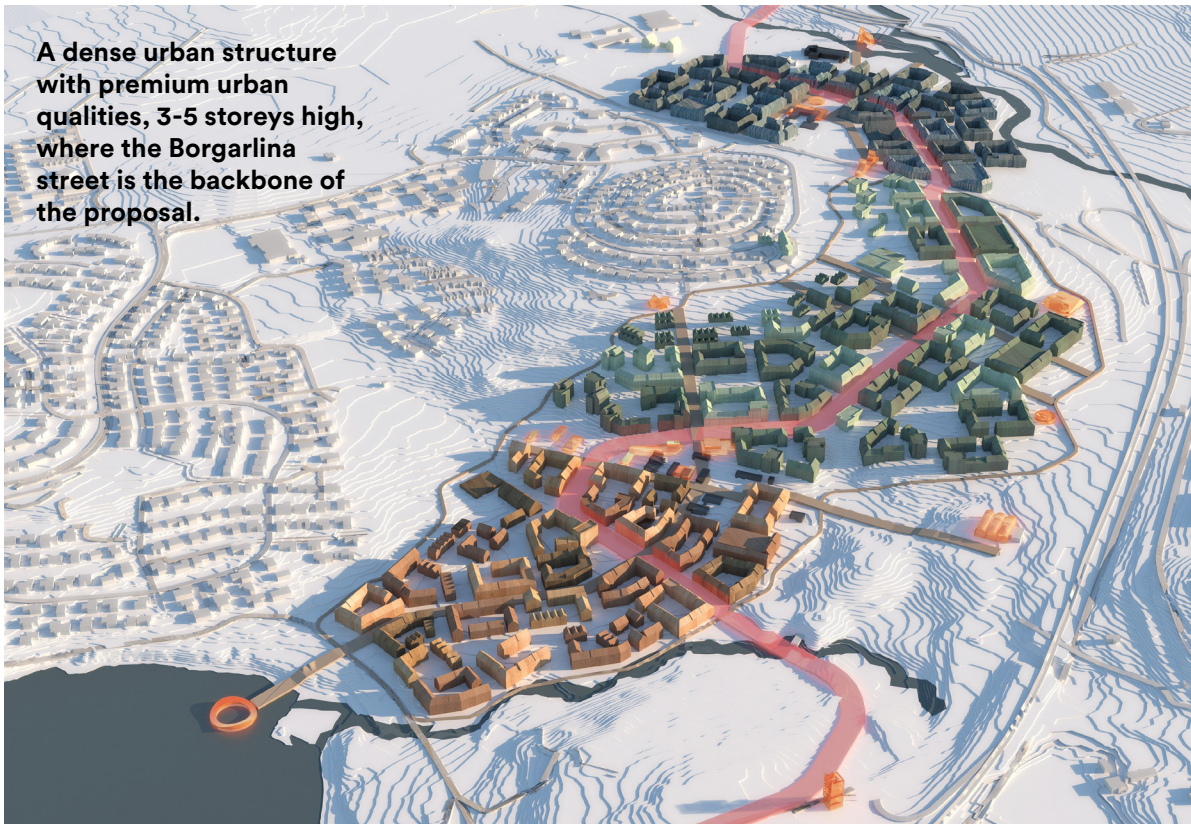 A dense urban structure
with premium urban
qualities, 3-5 storeys high,
where the Borgarlina
street is the backbone of
the proposal.